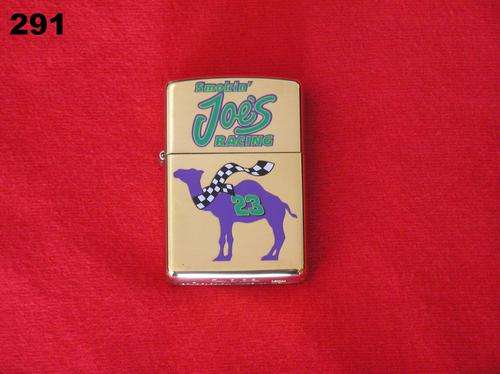 291
Smokin'
Joe's
RACING
23